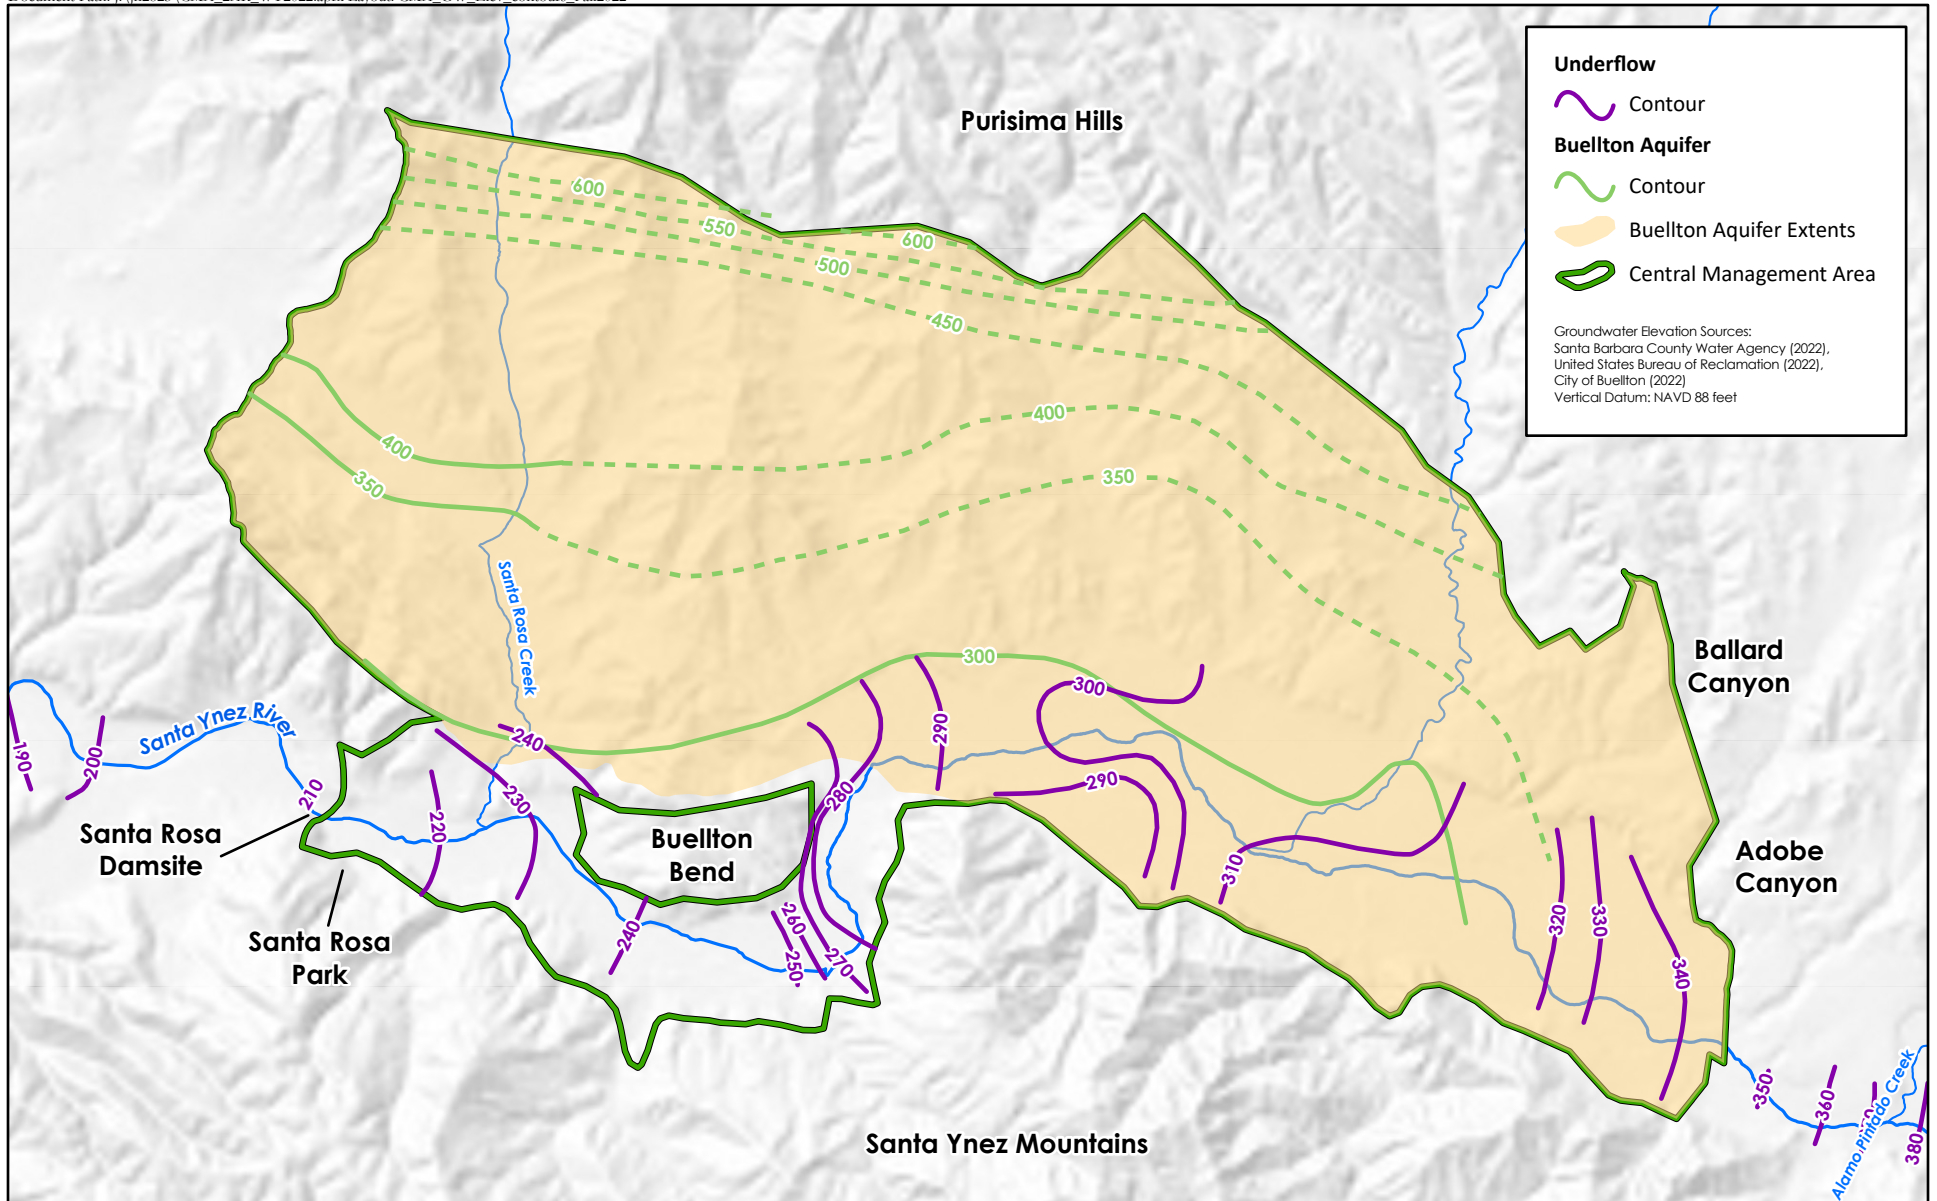 Purisima Hills
Underflow
Contour
Buellton Aquifer
Contour
Buellton Aquifer Extents
Central Management Area
Groundwater Elevation Sources:
Santa Barbara County Water Agency (2022),
United States Bureau of Reclamation (2022),
City of Buellton (2022)
Vertical Datum: NAVD 88 feet
600
550
600
500
450
400
400
350
350
Santa Rosa Creek
300
300
290
290
280
240
230
220
210
200
190
Santa Ynez River
Ballard
Canyon
Santa Rosa
Damsite
Buellton
Bend
Adobe
Canyon
310
320
330
340
260
250
270
240
Santa Rosa
Park
350
360
380
Alamo Pintado Creek
Santa Ynez Mountains